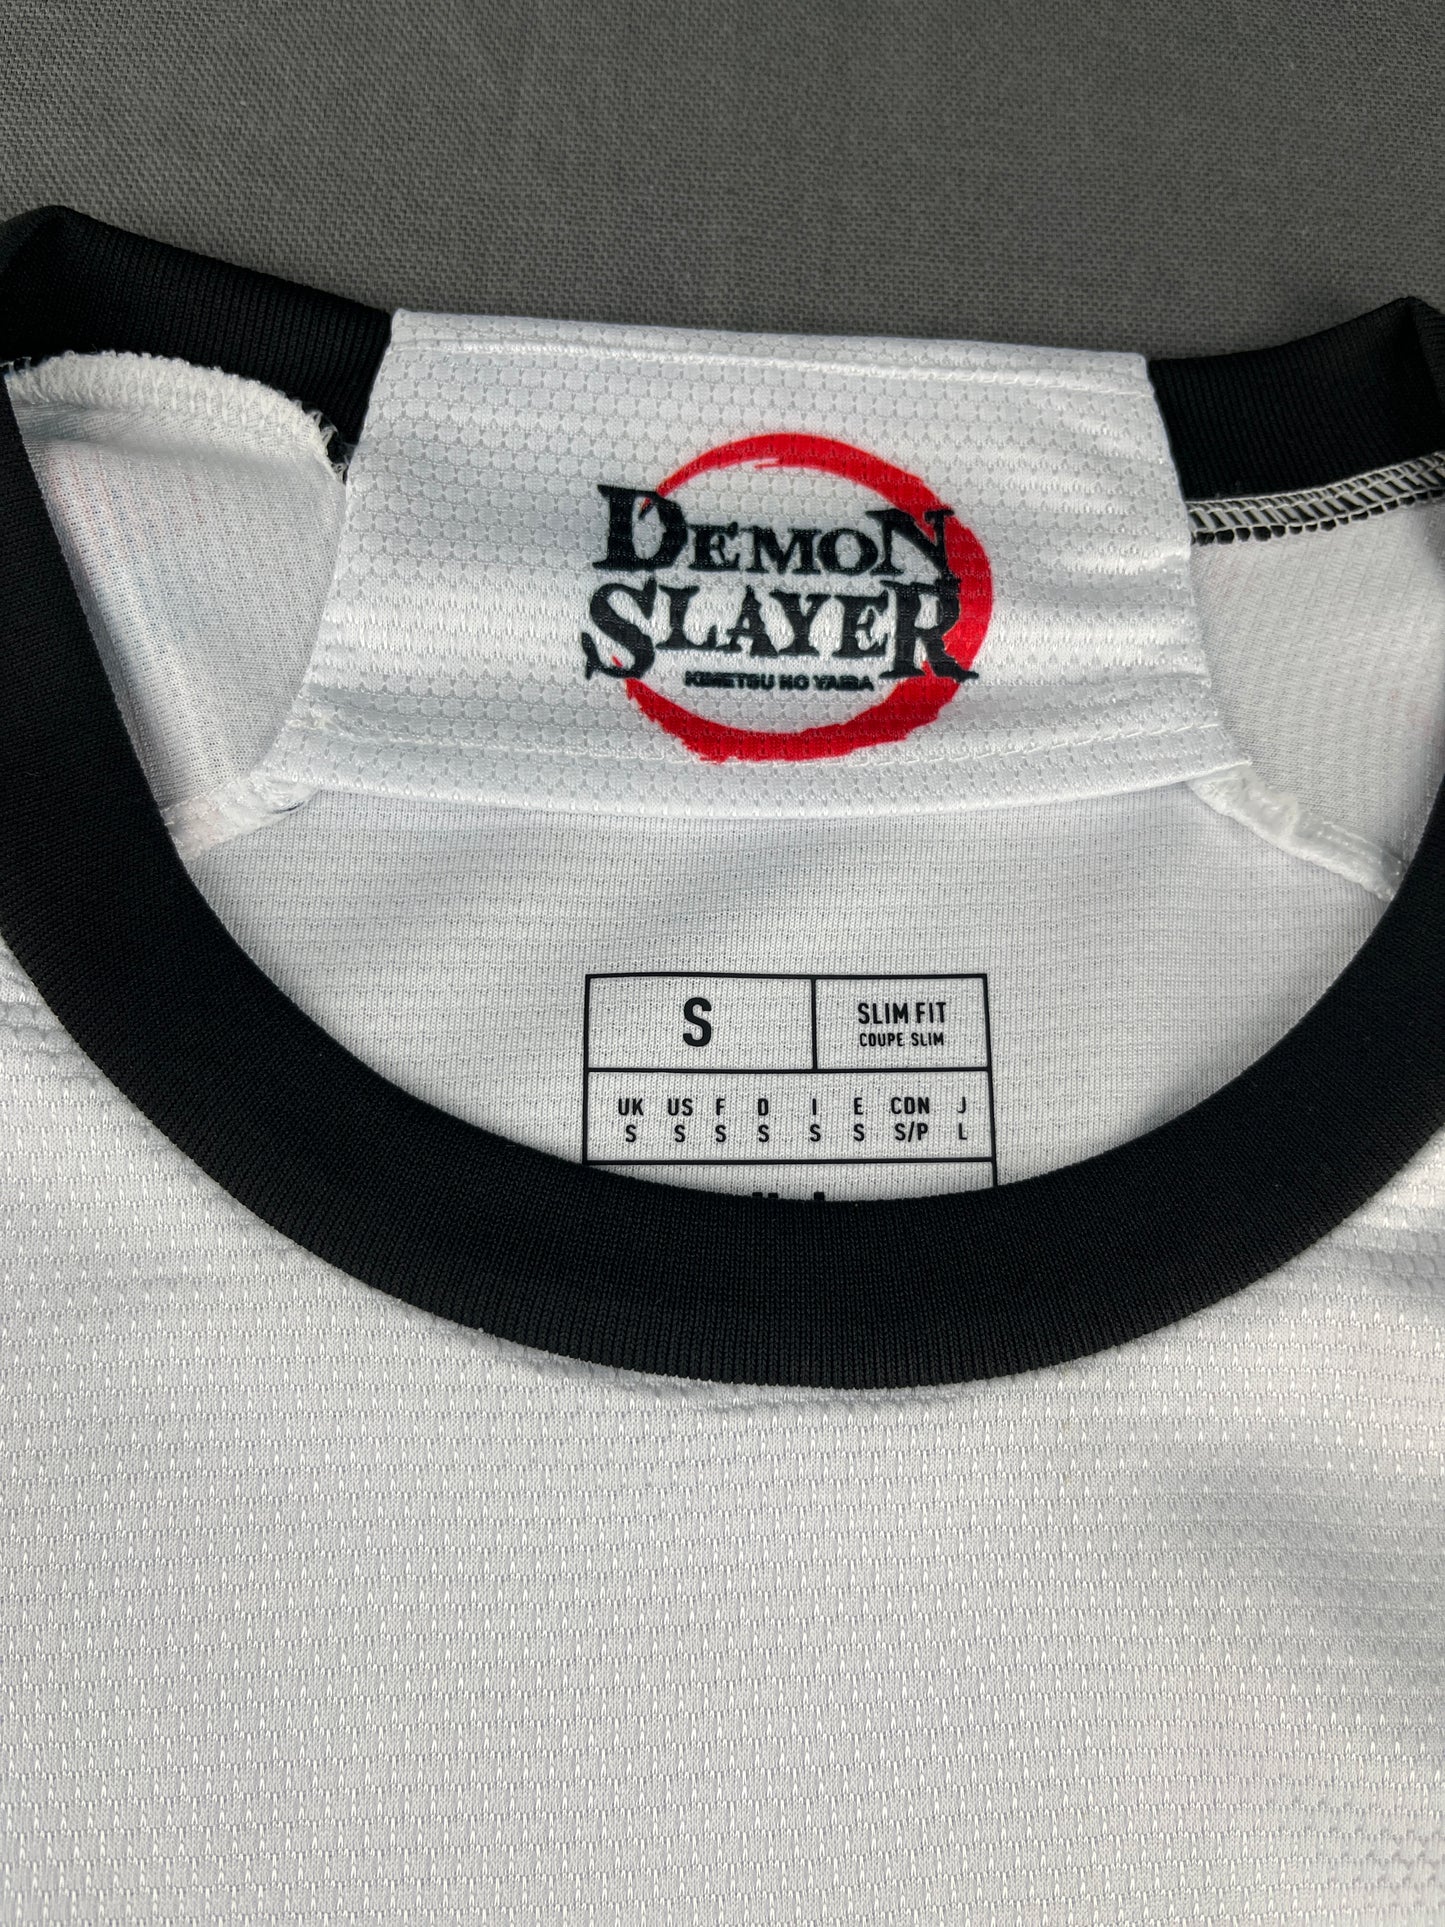 DEMON
SLAYER
KIMETSU NO YAIBA
S
SLIM FIT
COUPE SLIM
UK US F D I E CDN J
S S S S S S S/P L